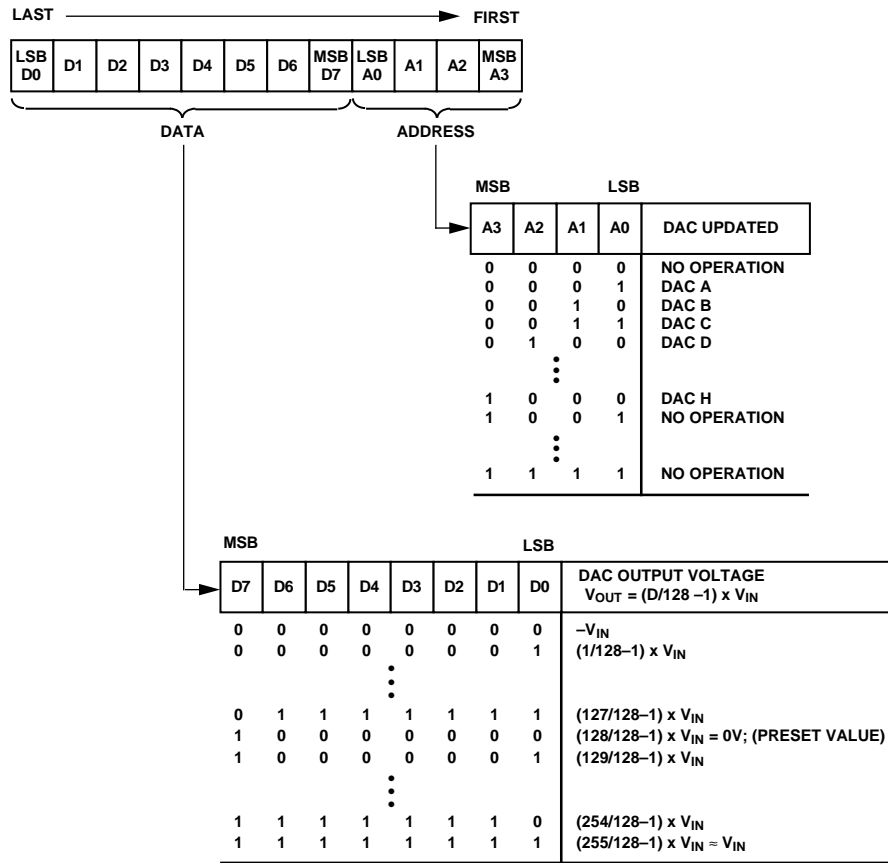 LAST FIRST
LSB D0 D1 D2 D3 D4 D5 D6 MSB D7 LSB A0 A1 A2 MSB A3
DATA ADDRESS
MSB LSB
A3 A2 A1 A0 DAC UPDATED
0 0 0 0 NO OPERATION
0 0 0 1 DAC A
0 0 1 0 DAC B
0 0 1 1 DAC C
0 1 0 0 DAC D
1 0 0 0 DAC H
1 0 0 1 NO OPERATION
1 1 1 1 NO OPERATION
MSB LSB
D7 D6 D5 D4 D3 D2 D1 D0 DAC OUTPUT VOLTAGE
VOUT = (D/128 –1) x VIN
0 0 0 0 0 0 0 0 –VIN
0 0 0 0 0 0 0 1 (1/128–1) x VIN
0 1 1 1 1 1 1 1 (127/128–1) x VIN
1 0 0 0 0 0 0 0 (128/128–1) x VIN = 0V; (PRESET VALUE)
1 0 0 0 0 0 0 1 (129/128–1) x VIN
1 1 1 1 1 1 1 0 (254/128–1) x VIN
1 1 1 1 1 1 1 1 (255/128–1) x VIN ≈ VIN